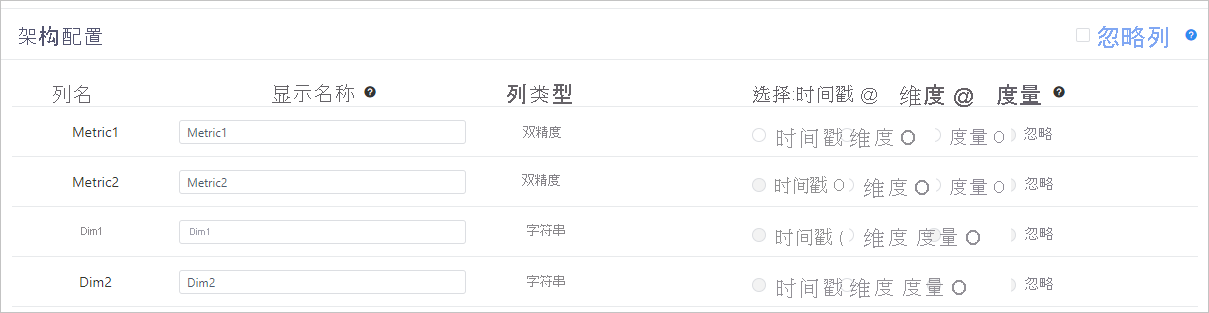 架构配置 忽略列
列名 显示名称 列类型 选择:时间戳 @ 维度 @ 度量
Metric1 Metric1 双精度 时间戳 维度 O 度量 O 忽略
Metric2 Metric2 双精度 时间戳 O 维度 O 度量 O 忽略
Dim1 Dim1 字符串 时间戳 ( 维度 度量 O 忽略
Dim2 Dim2 字符串 时间戳 维度 度量 O 忽略